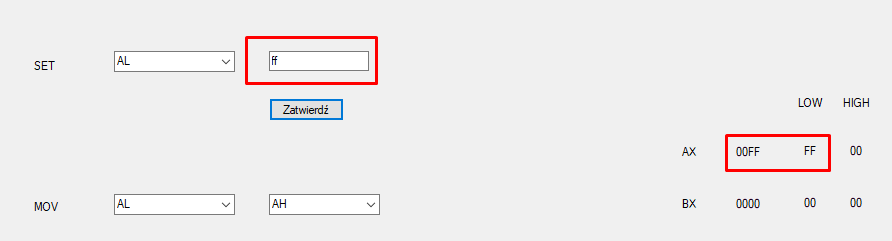 SET AL ff
Zatwierdź
LOW HIGH
AX 00FF FF 00
MOV AL AH
BX 0000 00 00